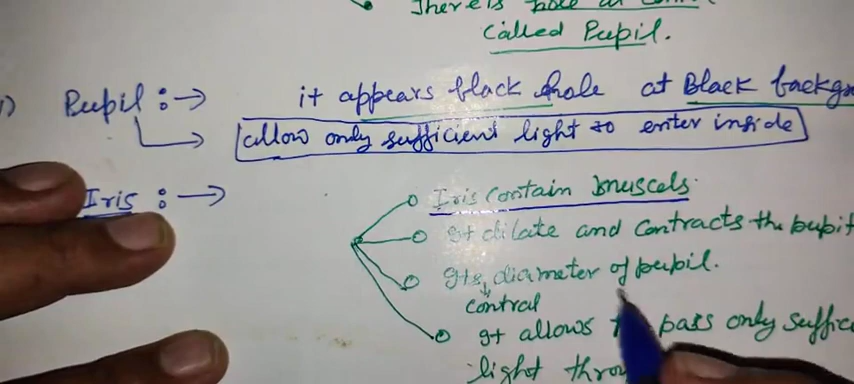 There is hole at
called Pupil.
Pupil :→ it appears black hole at Black backg
→ allow only sufficient light to enter inside
Iris :→ Iris contain muscels.
It dilate and contracts the pupil
Its diameter of pupil.
control
It allows pass only suffic
light thro